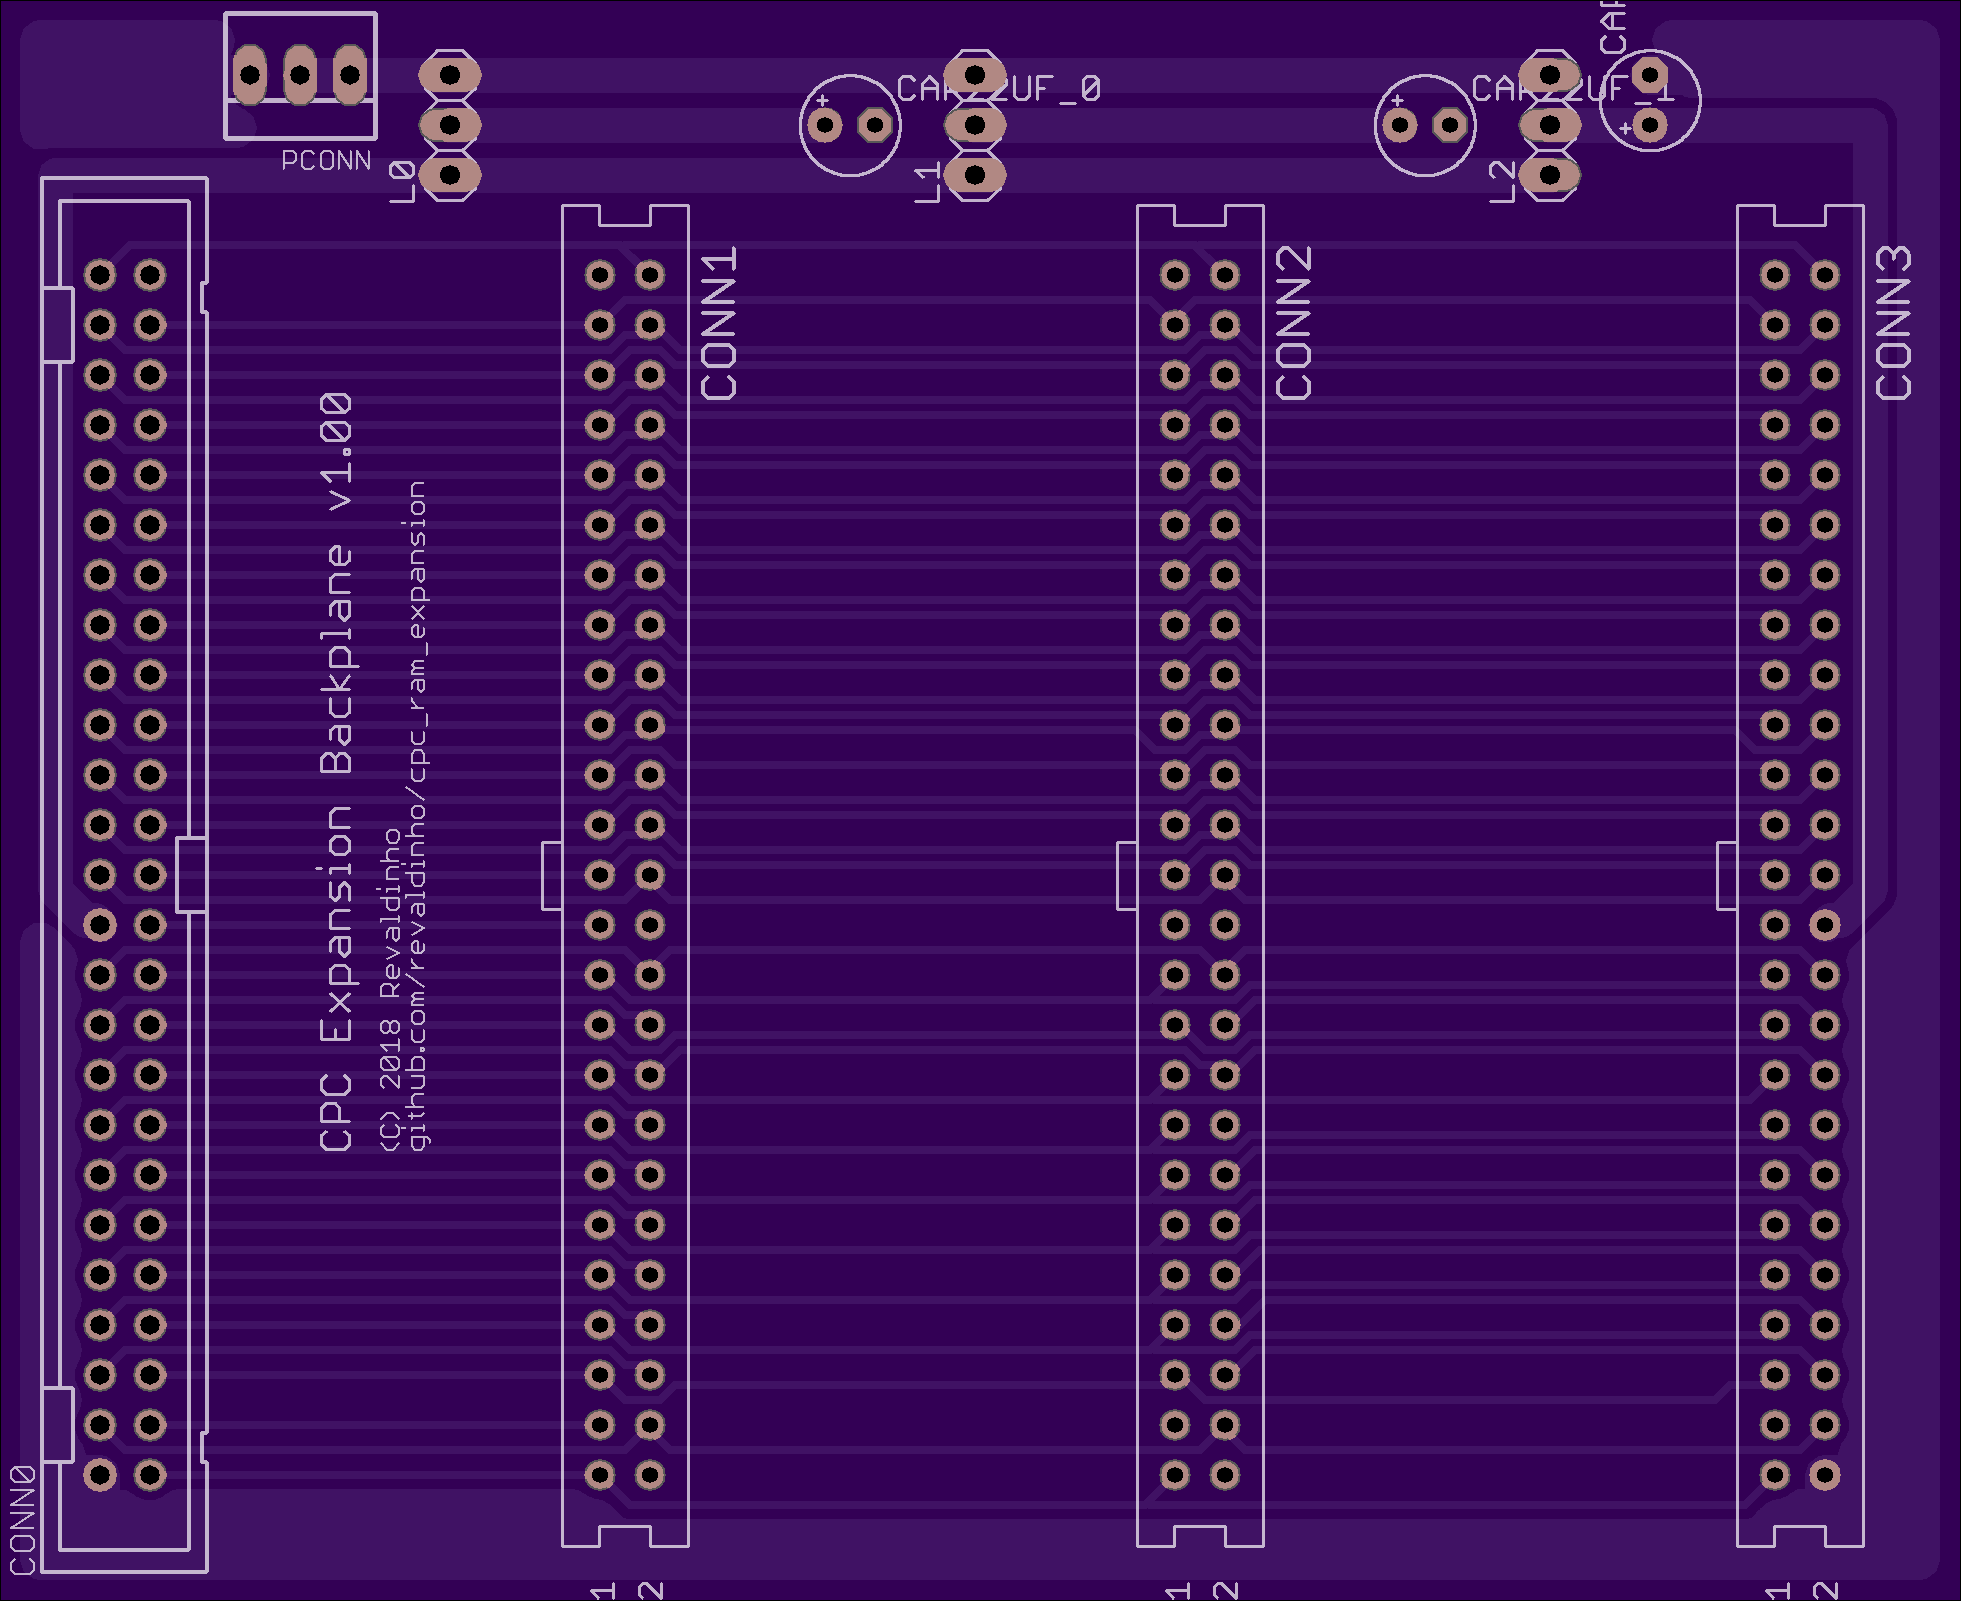 CAP
CAP22UF_0
CAP22UF_1
PCONN
L0
L1
L2
CONN1
CONN2
CONN3
CPC Expansion Backplane v1.00
(C) 2018 Revaldinho
github.com/revaldinho/cpc_ram_expansion
CONN0
1
2
1
2
1
2